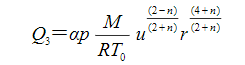 Q₃=αp M/RT₀ u^((2−n)/(2+n)) r^((4+n)/(2+n))